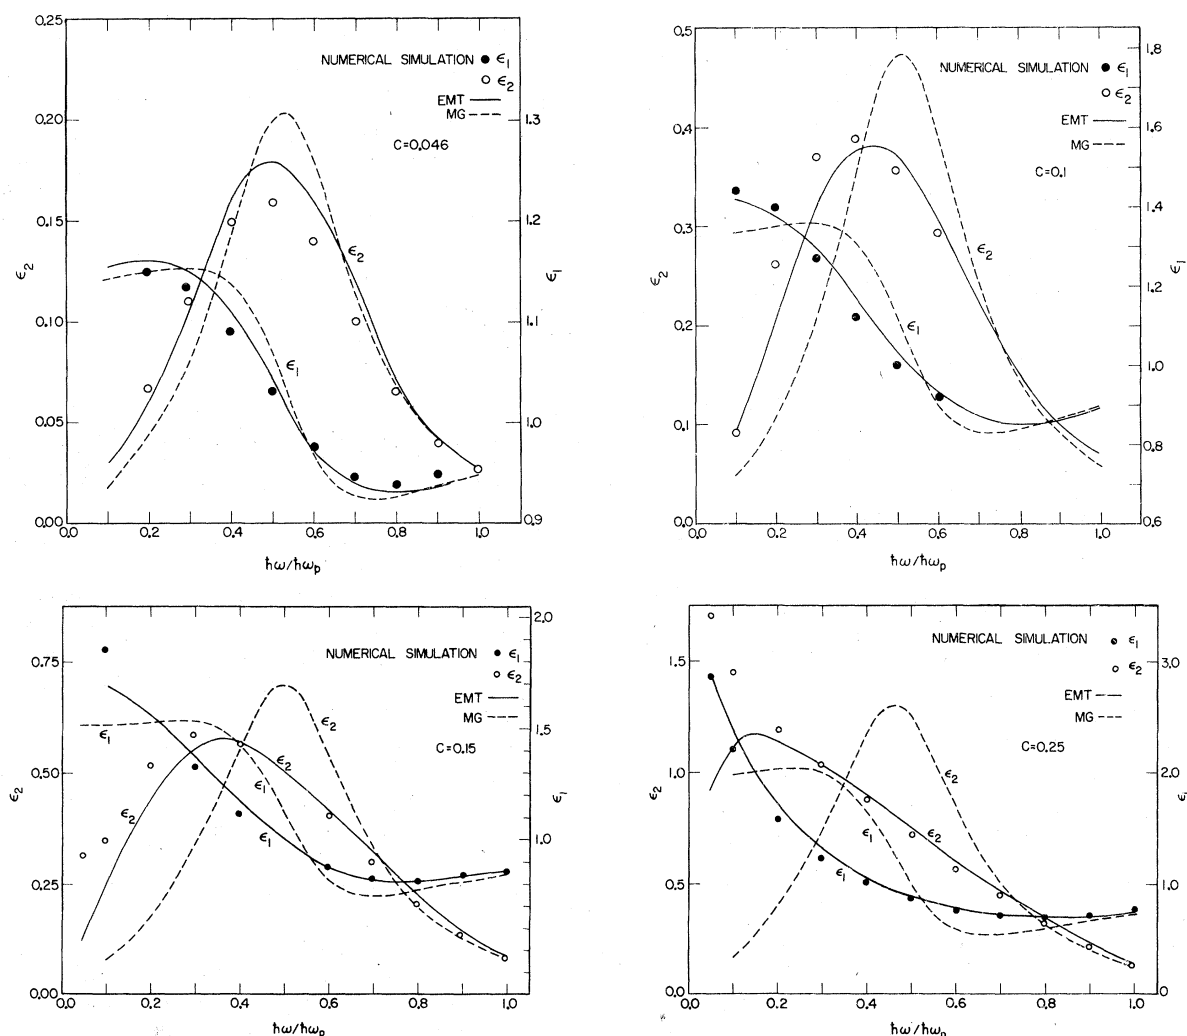 0.25
0.20
0.15
0.10
0.05
0.00
ϵ₂
NUMERICAL SIMULATION ● ϵ₁
○ ϵ₂
EMT —
MG ---
C=0.046
ϵ₂
ϵ₁
1.3
1.2
1.1
1.0
0.9
ϵ₁
0.0 0.2 0.4 0.6 0.8 1.0
ħω/ħωp
0.5
0.4
0.3
0.2
0.1
0.0
ϵ₂
NUMERICAL SIMULATION ● ϵ₁
○ ϵ₂
EMT —
MG ---
C=0.1
ϵ₂
ϵ₁
1.8
1.6
1.4
1.2
1.0
0.8
0.6
ϵ₁
0.0 0.2 0.4 0.6 0.8 1.0
ħω/ħωp
0.75
0.50
0.25
0.00
ϵ₂
NUMERICAL SIMULATION ● ϵ₁
○ ϵ₂
EMT —
MG ---
C=0.15
ϵ₁
ϵ₂
ϵ₂
ϵ₂
ϵ₁
ϵ₁
2.0
1.5
1.0
ϵ₁
0.0 0.2 0.4 0.6 0.8 1.0
ħω/ħωp
1.5
1.0
0.5
0.0
ϵ₂
NUMERICAL SIMULATION ● ϵ₁
○ ϵ₂
EMT —
MG ---
C=0.25
ϵ₂
ϵ₁
ϵ₂
ϵ₁
3.0
2.0
1.0
0
0.0 0.2 0.4 0.6 0.8 1.0
ħω/ħωp